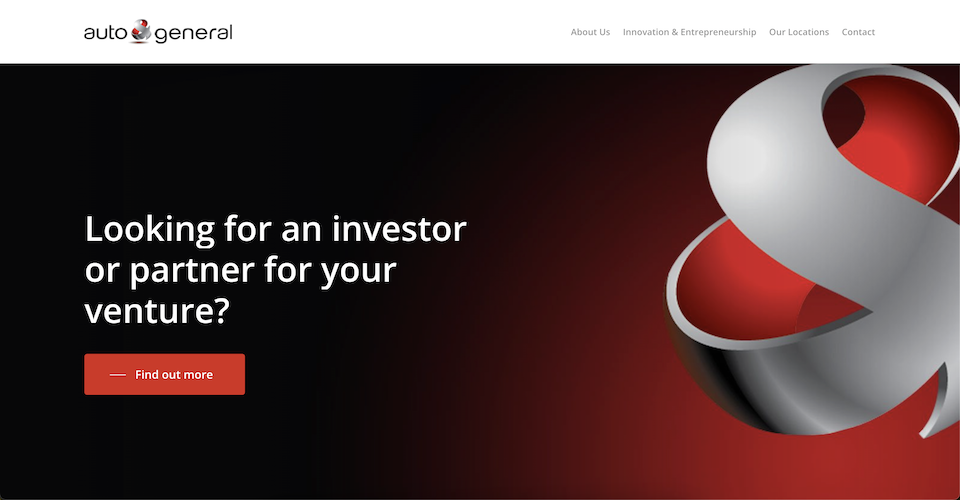 auto & general
About Us Innovation & Entrepreneurship Our Locations Contact
Looking for an investor
or partner for your
venture?
Find out more